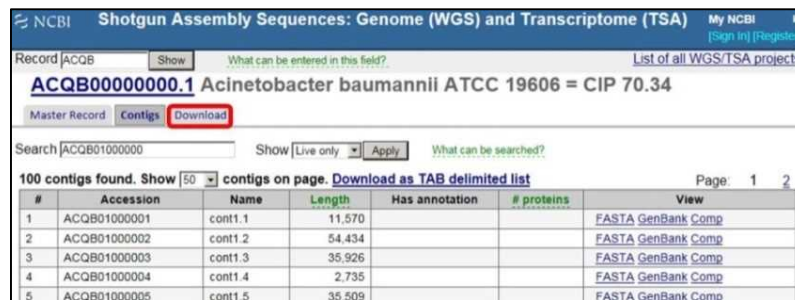 NCBI Shotgun Assembly Sequences: Genome (WGS) and Transcriptome (TSA) My NCBI
[Sign In] [Registe
Record ACQB Show What can be entered in this field? List of all WGS/TSA projects
ACQB00000000.1 Acinetobacter baumannii ATCC 19606 = CIP 70.34
Master Record Contigs Download
Search ACQB01000000 Show Live only Apply What can be searched?
100 contigs found. Show 50 contigs on page. Download as TAB delimited list Page: 1 2
# Accession Name Length Has annotation # proteins View
1 ACQB01000001 cont1.1 11,570 FASTA GenBank Comp
2 ACQB01000002 cont1.2 54,434 FASTA GenBank Comp
3 ACQB01000003 cont1.3 35,926 FASTA GenBank Comp
4 ACQB01000004 cont1.4 2,735 FASTA GenBank Comp
5 ACQB01000005 cont1.5 35,509 FASTA GenBank Comp